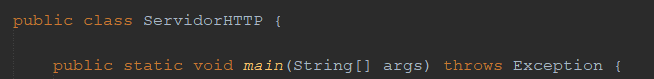 public class ServidorHTTP {
public static void main(String[] args) throws Exception {